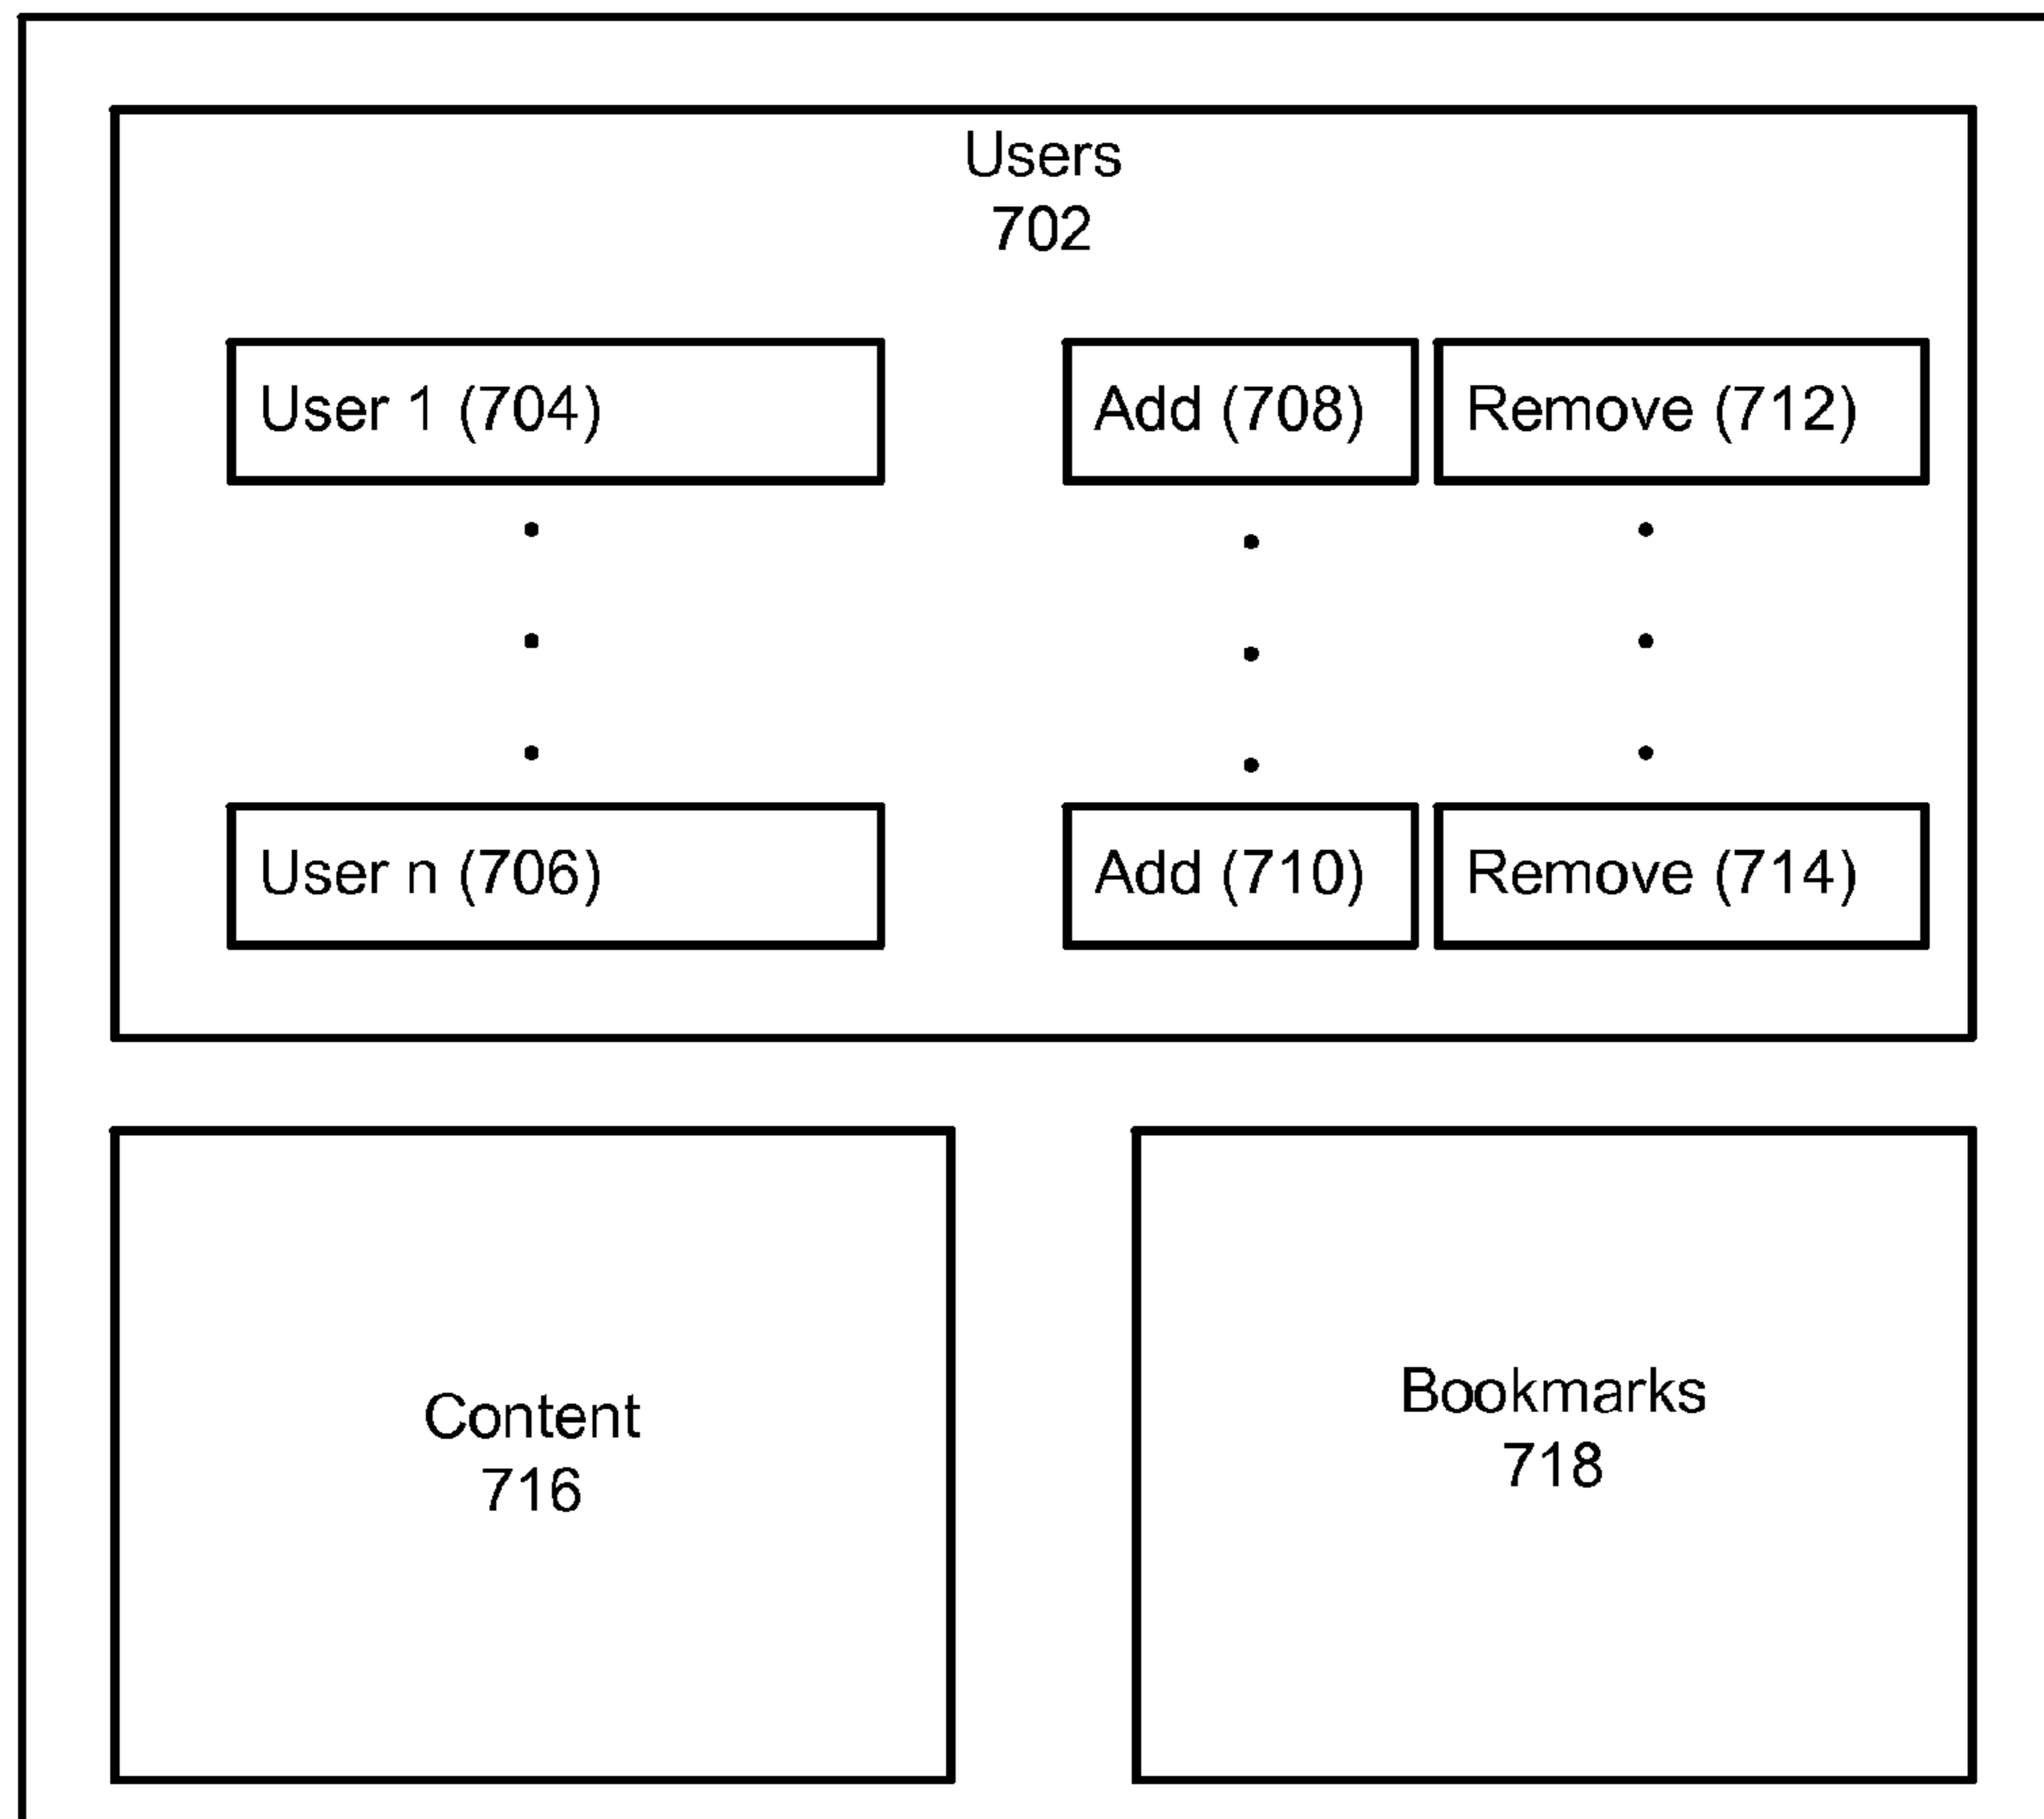 Users
702
User 1 (704)
Add (708)
Remove (712)
User n (706)
Add (710)
Remove (714)
Content
716
Bookmarks
718